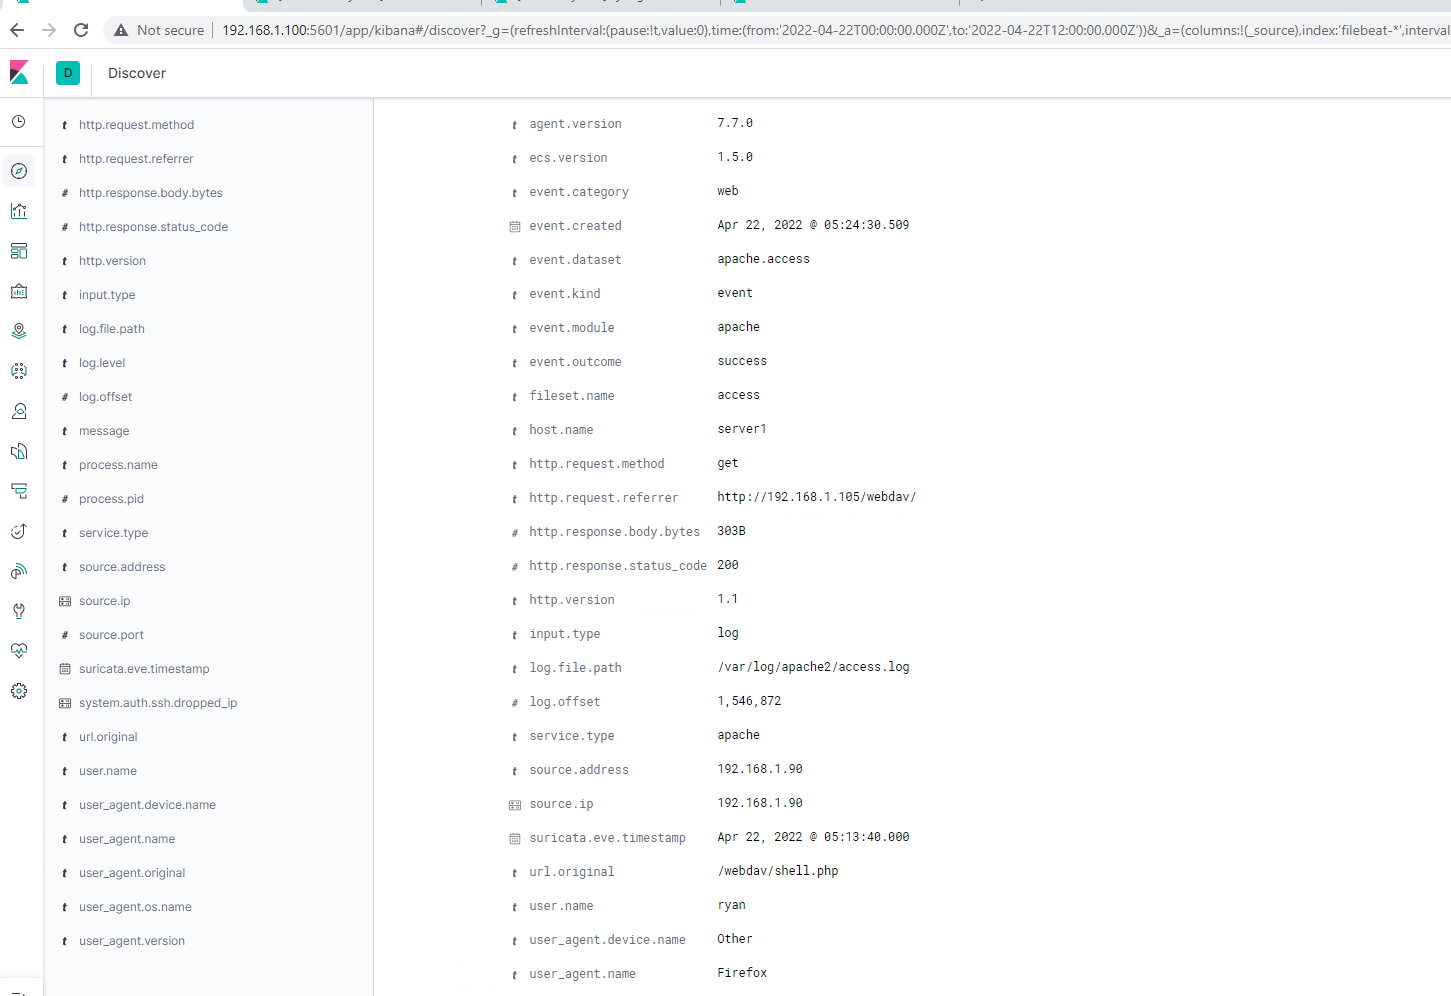 Not secure | 192.168.1.100:5601/app/kibana#/discover?_g=(refreshInterval:(pause:!t,value:0),time:(from:'2022-04-22T00:00:00.000Z',to:'2022-04-22T12:00:00.000Z'))&_a=(columns:!(_source),index:'filebeat-*',interval
D Discover
t http.request.method
t http.request.referrer
# http.response.body.bytes
# http.response.status_code
t http.version
t input.type
t log.file.path
t log.level
# log.offset
t message
t process.name
# process.pid
t service.type
t source.address
source.ip
# source.port
suricata.eve.timestamp
system.auth.ssh.dropped_ip
t url.original
t user.name
t user_agent.device.name
t user_agent.name
t user_agent.original
t user_agent.os.name
t user_agent.version
t agent.version 7.7.0
t ecs.version 1.5.0
t event.category web
event.created Apr 22, 2022 @ 05:24:30.509
t event.dataset apache.access
t event.kind event
t event.module apache
t event.outcome success
t fileset.name access
t host.name server1
t http.request.method get
t http.request.referrer http://192.168.1.105/webdav/
# http.response.body.bytes 303B
# http.response.status_code 200
t http.version 1.1
t input.type log
t log.file.path /var/log/apache2/access.log
# log.offset 1,546,872
t service.type apache
t source.address 192.168.1.90
source.ip 192.168.1.90
suricata.eve.timestamp Apr 22, 2022 @ 05:13:40.000
t url.original /webdav/shell.php
t user.name ryan
t user_agent.device.name Other
t user_agent.name Firefox